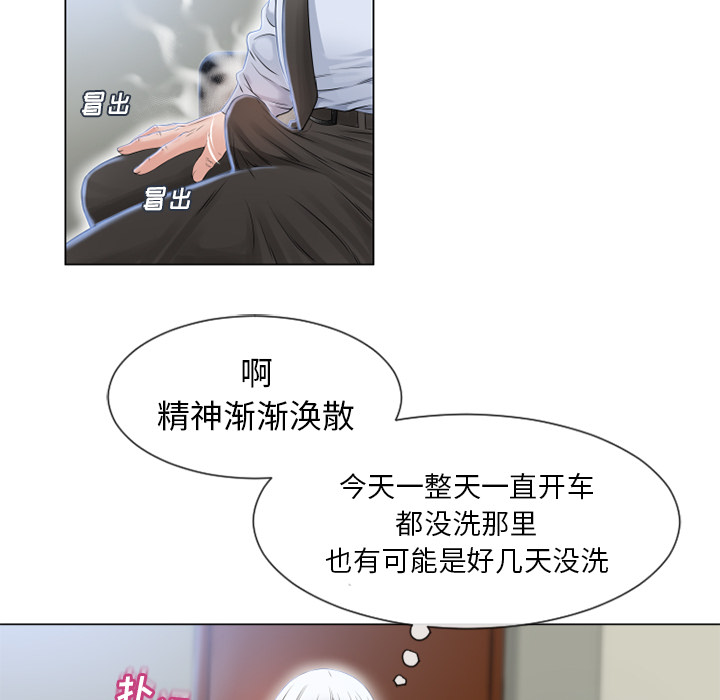 冒出
冒出
啊
精神渐渐涣散
今天一整天一直开车
都没洗那里
也有可能是好几天没洗
扑